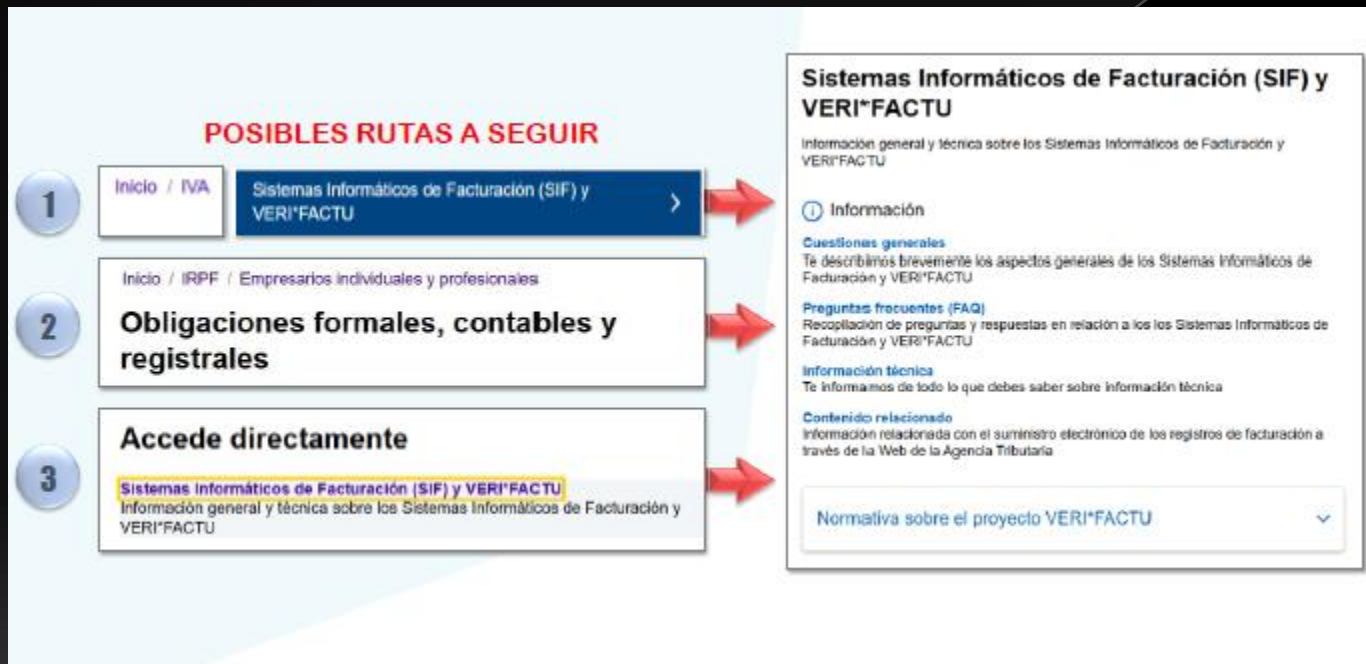 POSIBLES RUTAS A SEGUIR
1
Inicio / IVA
Sistemas Informáticos de Facturación (SIF) y
VERI*FACTU
2
Inicio / IRPF / Empresarios individuales y profesionales
Obligaciones formales, contables y
registrales
3
Accede directamente
Sistemas Informáticos de Facturación (SIF) y VERI*FACTU
Información general y técnica sobre los Sistemas Informáticos de Facturación y
VERI*FACTU
Sistemas Informáticos de Facturación (SIF) y
VERI*FACTU
Información general y técnica sobre los Sistemas Informáticos de Facturación y
VERI*FACTU
Información
Cuestiones generales
Te describimos brevemente los aspectos generales de los Sistemas Informáticos de
Facturación y VERI*FACTU
Preguntas frecuentes (FAQ)
Recopilación de preguntas y respuestas en relación a los los Sistemas Informáticos de
Facturación y VERI*FACTU
Información técnica
Te informamos de todo lo que debes saber sobre información técnica
Contenido relacionado
Información relacionada con el suministro electrónico de los registros de facturación a
través de la Web de la Agencia Tributaria
Normativa sobre el proyecto VERI*FACTU